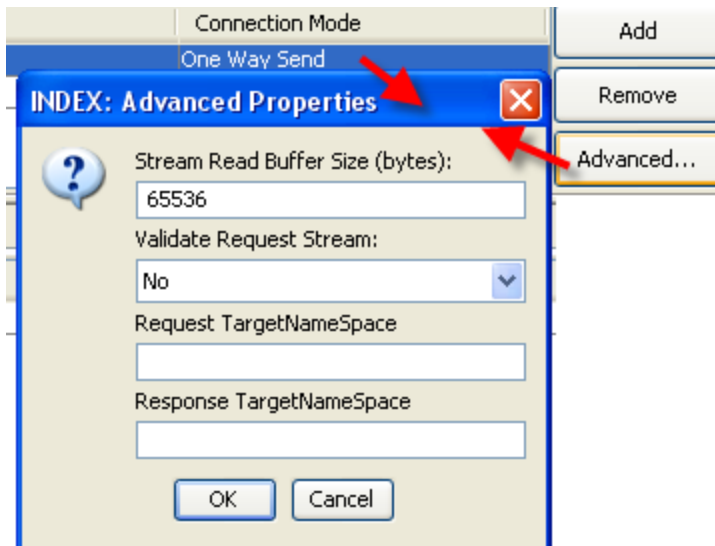 Connection Mode
Add
One Way Send
INDEX: Advanced Properties
Remove
Stream Read Buffer Size (bytes):
Advanced...
65536
Validate Request Stream:
No
Request TargetNameSpace
Response TargetNameSpace
OK
Cancel